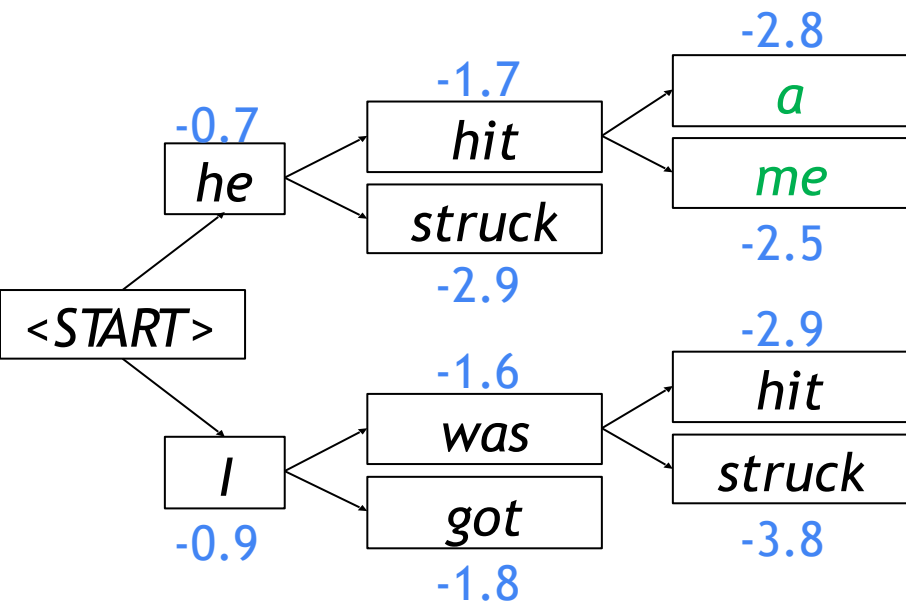 -2.8
-1.7
a
-0.7
hit
he
me
struck
-2.5
-2.9
<START>
-2.9
-1.6
hit
was
I
struck
got
-0.9
-3.8
-1.8